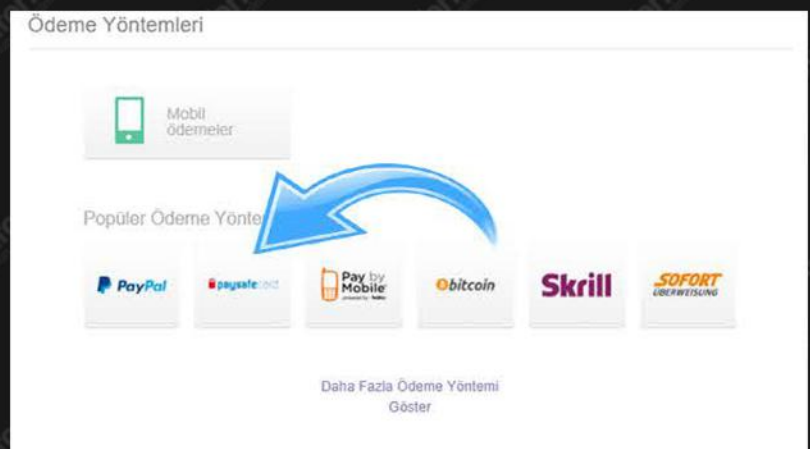 Ödeme Yöntemleri
Mobil
ödemeler
Popüler Ödeme
PayPal
paysafecard
Pay by
Mobile
bitcoin
Skrill
SOFORT
ÜBERWEISUNG
Daha Fazla Ödeme Yöntemi
Göster